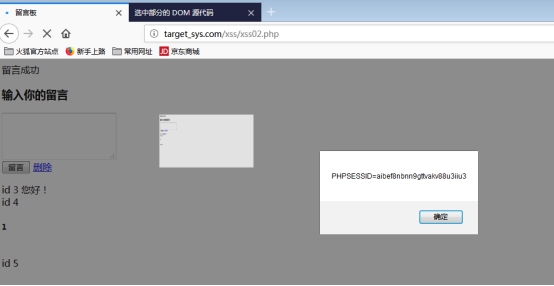 留言板
选中部分的 DOM 源代码
target_sys.com/xss/xss02.php
火狐官方站点 新手上路 常用网址 JD 京东商城
留言成功
输入你的留言
留言 删除
id 3 您好！
id 4
1
id 5
PHPSESSID=aibef8nbnn9gttvakv88u3iiu3
确定